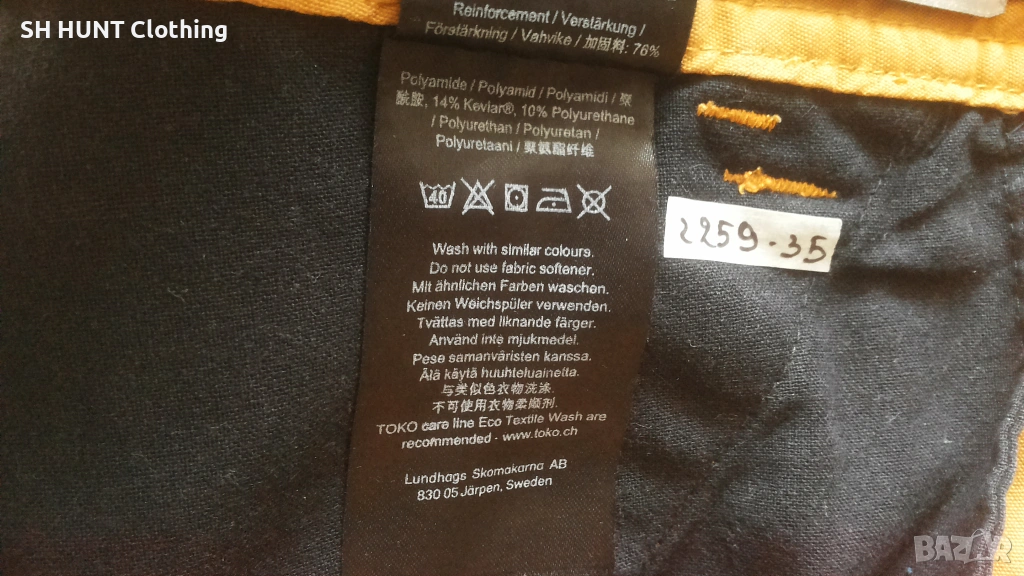 SH HUNT Clothing
Reinforcement / Verstärkung /
Förstärkning / Vahvike / 加固料: 76%
Polyamide / Polyamid / Polyamidi / 聚
酰胺, 14% Kevlar®, 10% Polyurethane
/ Polyurethan / Polyuretan /
Polyuretaani / 聚氨酯纤维
40
Wash with similar colours.
Do not use fabric softener.
Mit ähnlichen Farben waschen.
Keinen Weichspüler verwenden.
Tvättas med liknande färger.
Använd inte mjukmedel.
Pese samanväristen kanssa.
Älä käytä huuhteluainetta.
与类似色衣物洗涤.
不可使用衣物柔顺剂.
TOKO care line Eco Textile Wash are
recommended - www.toko.ch
Lundhags Skomakarna AB
830 05 Järpen, Sweden
2259.35
BAZAR